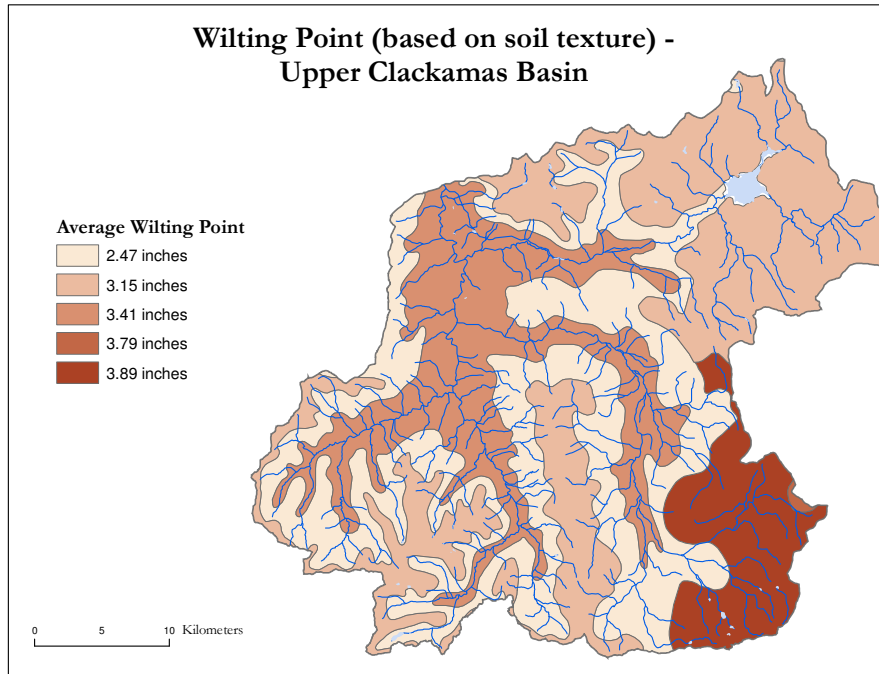 Wilting Point (based on soil texture) -
Upper Clackamas Basin
Average Wilting Point
2.47 inches
3.15 inches
3.41 inches
3.79 inches
3.89 inches
0 5 10 Kilometers